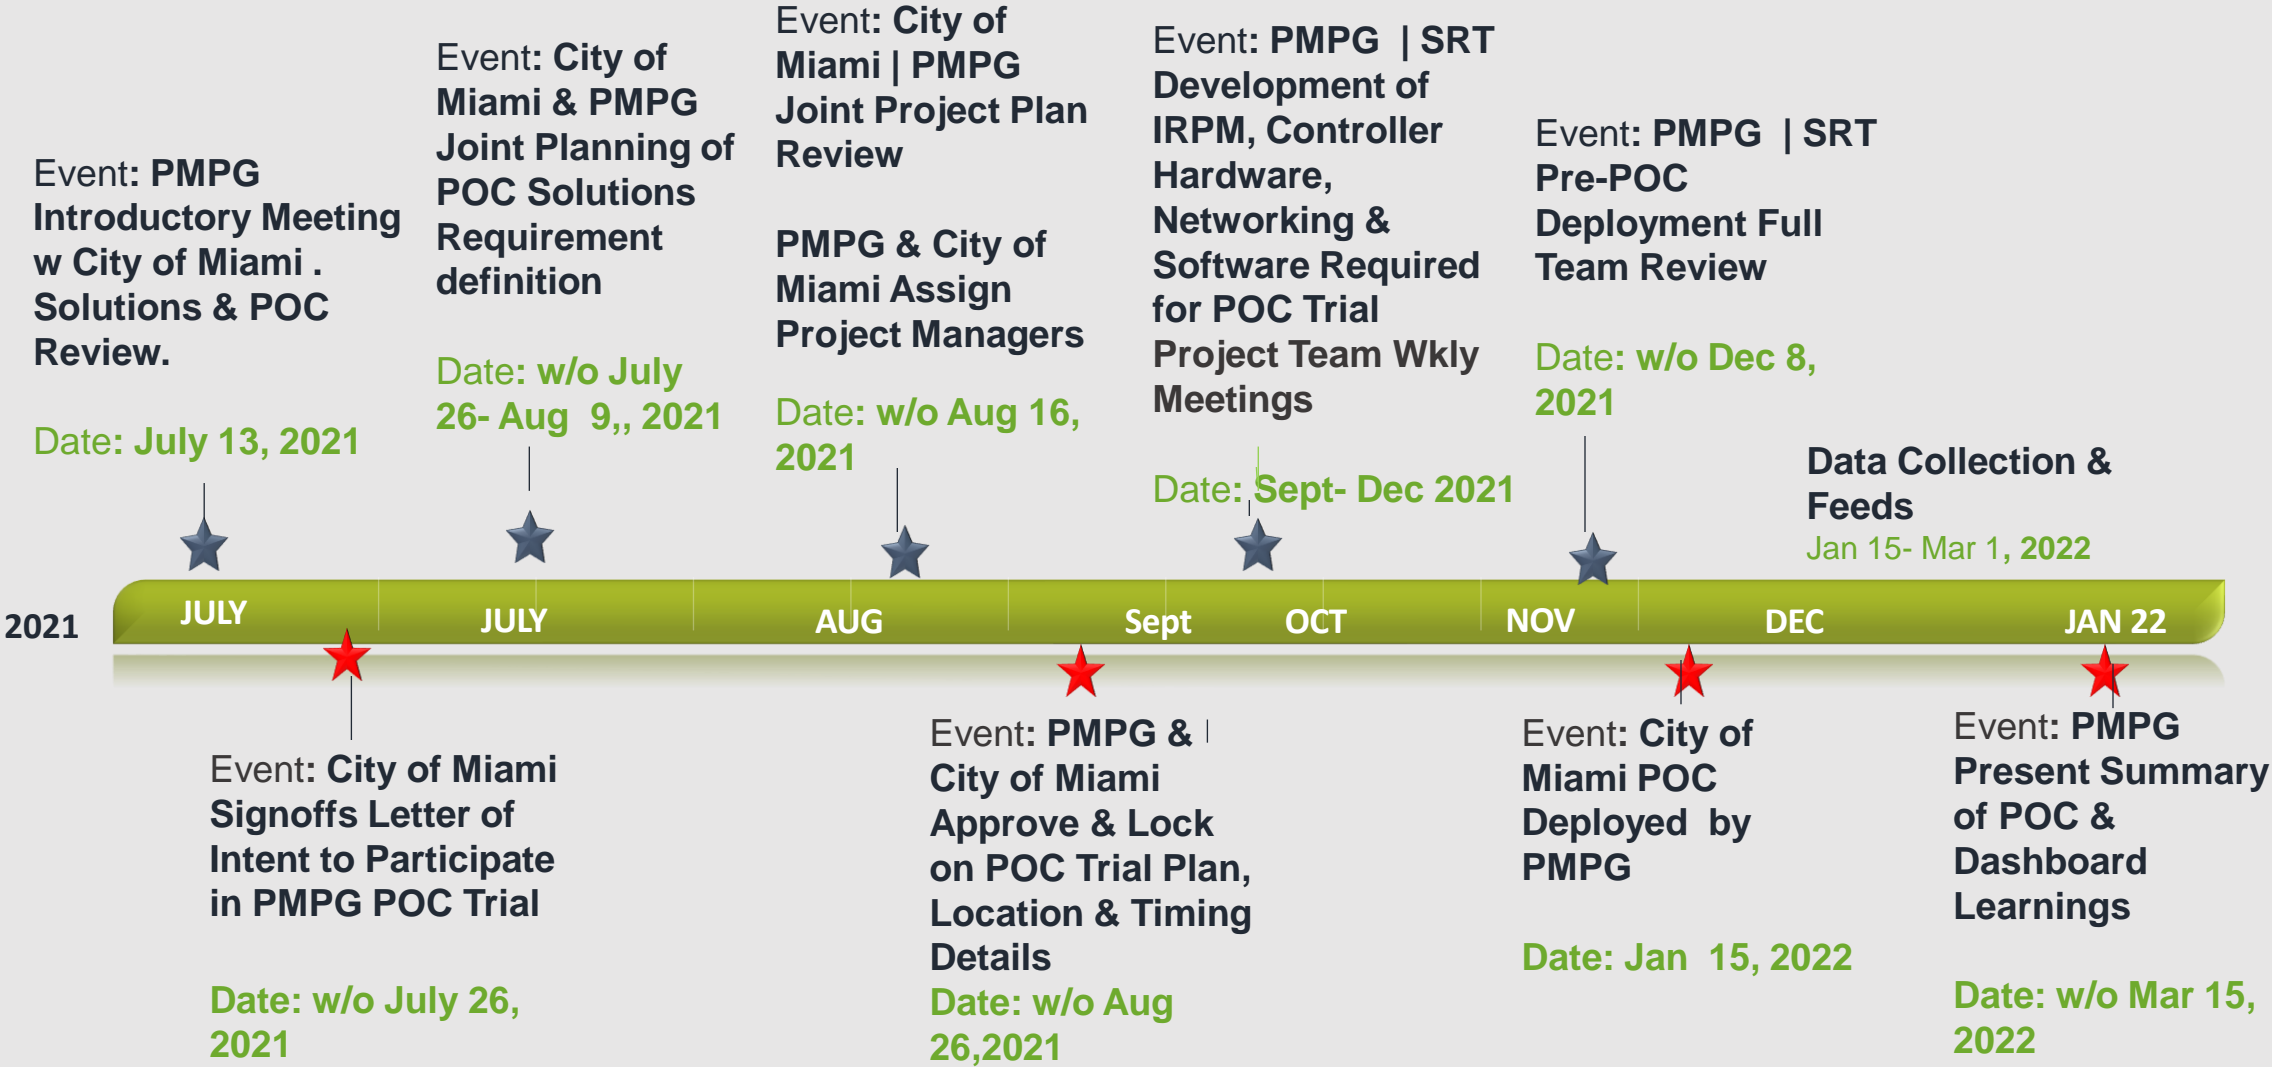 Event: PMPG
Introductory Meeting
w City of Miami .
Solutions & POC
Review.
Date: July 13, 2021
Event: City of
Miami & PMPG
Joint Planning of
POC Solutions
Requirement
definition
Date: w/o July
26- Aug  9,, 2021
Event: City of
Miami | PMPG
Joint Project Plan
Review
PMPG & City of
Miami Assign
Project Managers
Date: w/o Aug 16,
2021
Event: PMPG  | SRT
Development of
IRPM, Controller
Hardware,
Networking &
Software Required
for POC Trial
Project Team Wkly
Meetings
Date: Sept- Dec 2021
Event: PMPG  | SRT
Pre-POC
Deployment Full
Team Review
Date: w/o Dec 8,
2021
Data Collection &
Feeds
Jan 15- Mar 1, 2022
2021
JULY
JULY
AUG
Sept
OCT
NOV
DEC
JAN 22
Event: City of Miami
Signoffs Letter of
Intent to Participate
in PMPG POC Trial
Date: w/o July 26,
2021
Event: PMPG &
City of Miami
Approve & Lock
on POC Trial Plan,
Location & Timing
Details
Date: w/o Aug
26,2021
Event: City of
Miami POC
Deployed  by
PMPG
Date: Jan  15, 2022
Event: PMPG
Present Summary
of POC &
Dashboard
Learnings
Date: w/o Mar 15,
2022